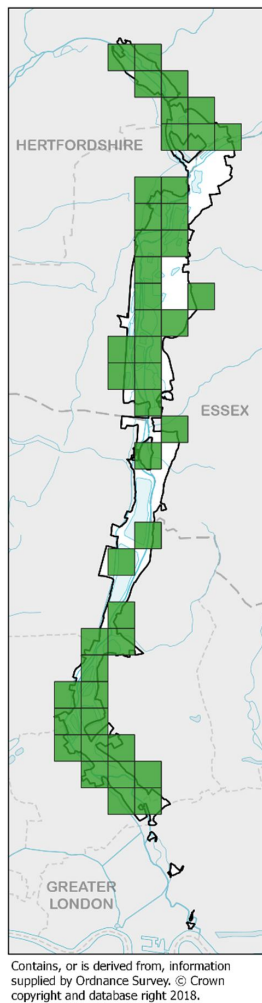 HERTFORDSHIRE
ESSEX
GREATER
LONDON
Contains, or is derived from, information
supplied by Ordnance Survey. © Crown
copyright and database right 2018.